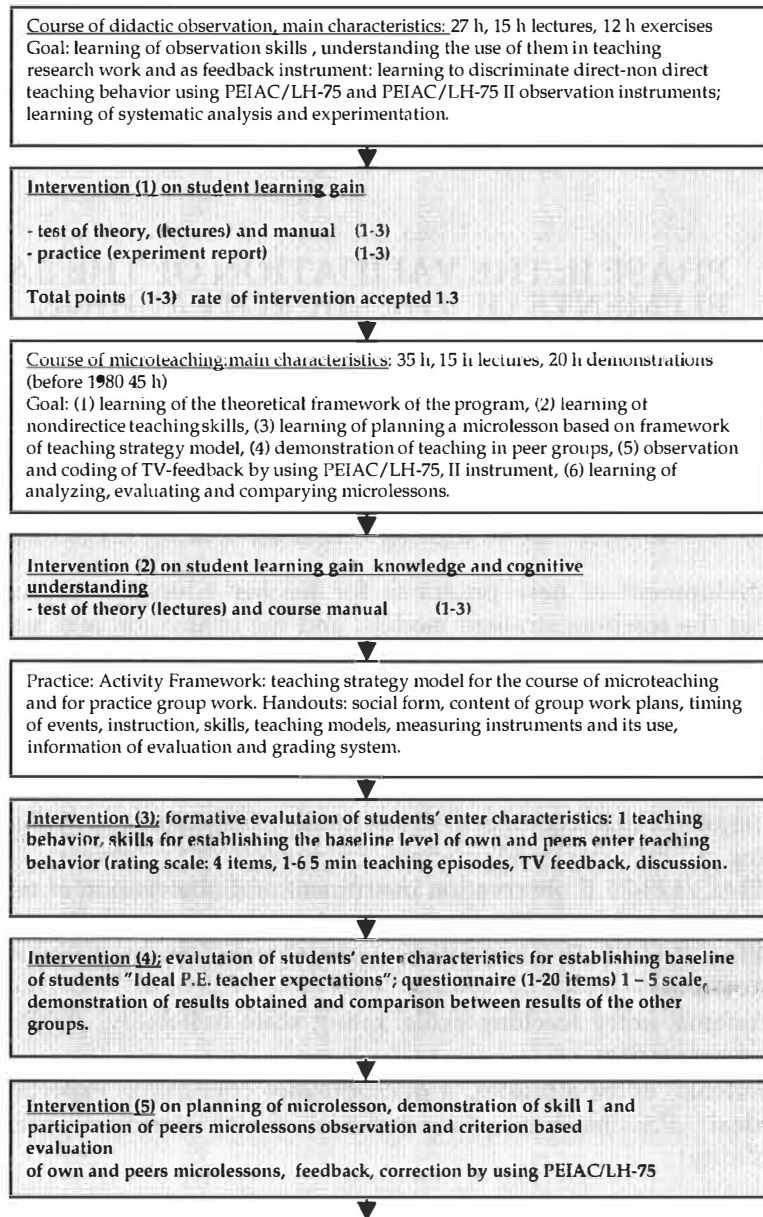 Course of didactic observation, main characteristics: 27 h, 15 h lectures, 12 h exercises
Goal: learning of observation skills , understanding the use of them in teaching
research work and as feedback instrument: learning to discriminate direct-non direct
teaching behavior using PEIAC/LH-75 and PEIAC/LH-75 II observation instruments;
learning of systematic analysis and experimentation.
Intervention (1) on student learning gain
- test of theory, (lectures) and manual (1-3)
- practice (experiment report) (1-3)
Total points (1-3) rate of intervention accepted 1.3
Course of microteaching:main characteristics: 35 h, 15 h lectures, 20 h demonstrations
(before 1980 45 h)
Goal: (1) learning of the theoretical framework of the program, (2) learning of
nondirectice teaching skills, (3) learning of planning a microlesson based on framework
of teaching strategy model, (4) demonstration of teaching in peer groups, (5) observation
and coding of TV-feedback by using PEIAC/LH-75, II instrument, (6) learning of
analyzing, evaluating and comparying microlessons.
Intervention (2) on student learning gain knowledge and cognitive
understanding
- test of theory (lectures) and course manual (1-3)
Practice: Activity Framework: teaching strategy model for the course of microteaching
and for practice group work. Handouts: social form, content of group work plans, timing
of events, instruction, skills, teaching models, measuring instruments and its use,
information of evaluation and grading system.
Intervention (3); formative evalutaion of students' enter characteristics: 1 teaching
behavior, skills for establishing the baseline level of own and peers enter teaching
behavior (rating scale: 4 items, 1-6 5 min teaching episodes, TV feedback, discussion.
Intervention (4); evalutaion of students' enter characteristics for establishing baseline
of students "Ideal P.E. teacher expectations"; questionnaire (1-20 items) 1 – 5 scale,
demonstration of results obtained and comparison between results of the other
groups.
Intervention (5) on planning of microlesson, demonstration of skill 1 and
participation of peers microlessons observation and criterion based
evaluation
of own and peers microlessons, feedback, correction by using PEIAC/LH-75